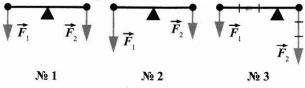 F₁ F₂ F₁ F₂ F₁ F₂
№ 1 № 2 № 3